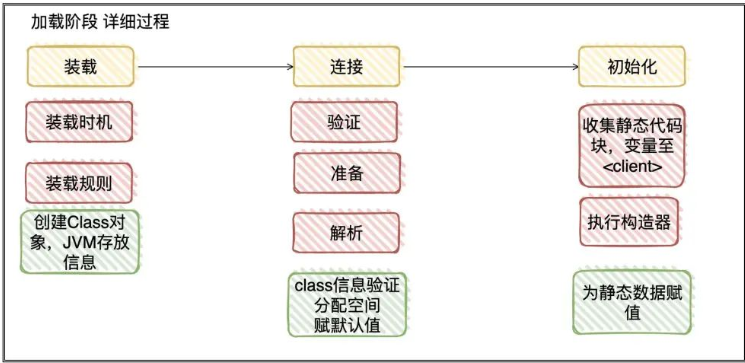 加载阶段 详细过程
装载
连接
初始化
装载时机
装载规则
创建Class对
象，JVM存放
信息
验证
准备
解析
class信息验证
分配空间
赋默认值
收集静态代码
块，变量至
<client>
执行构造器
为静态数据赋
值